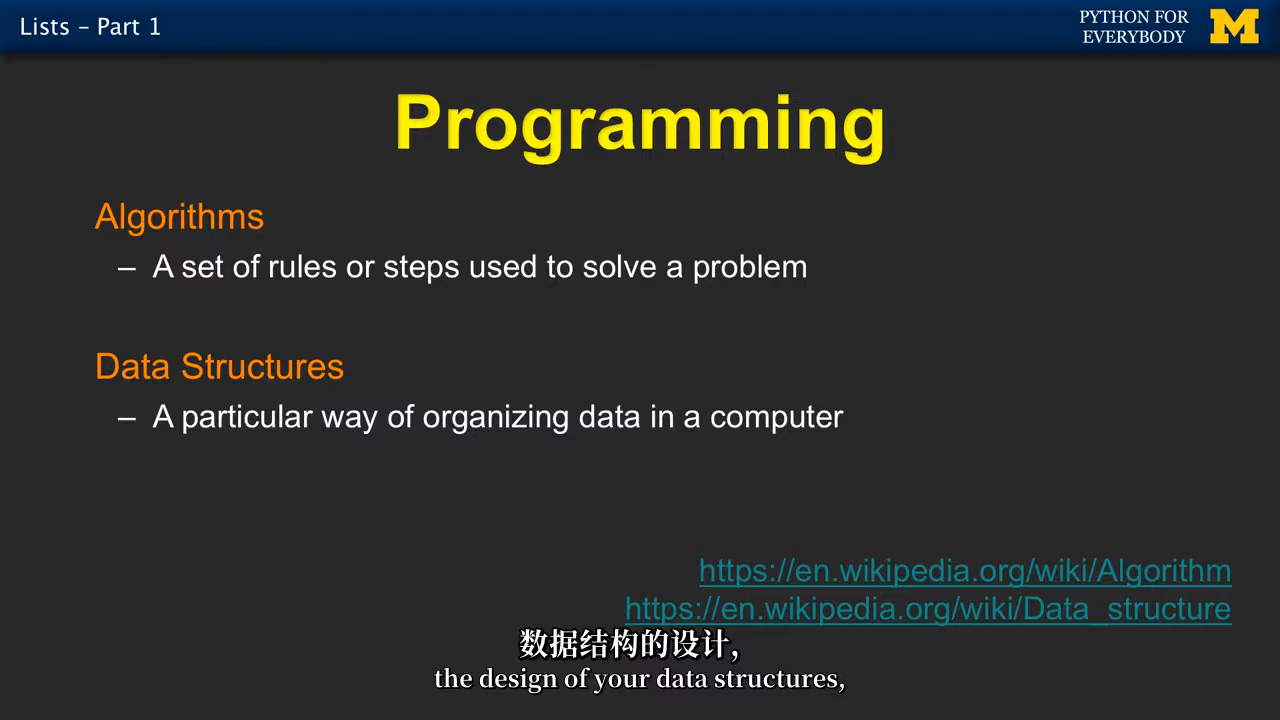 Lists – Part 1
PYTHON FOR
EVERYBODY
M
Programming
Algorithms
– A set of rules or steps used to solve a problem
Data Structures
– A particular way of organizing data in a computer
https://en.wikipedia.org/wiki/Algorithm
https://en.wikipedia.org/wiki/Data_structure
数据结构的设计,
the design of your data structures,